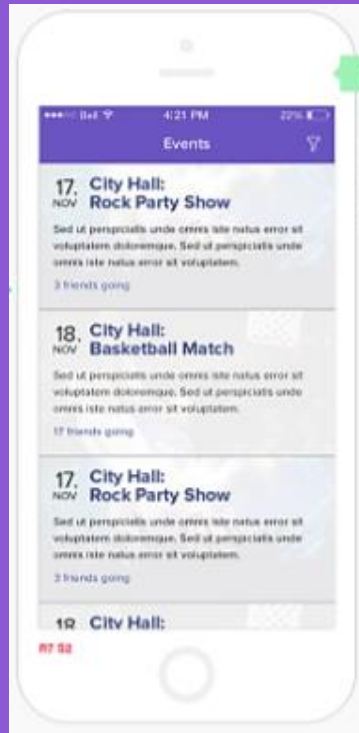 Bell 4:21 PM 22%
Events
17. City Hall:
NOV Rock Party Show
Sed ut perspiciatis unde omnis iste natus error sit
voluptatem doloremque. Sed ut perspiciatis unde
omnis iste natus error sit voluptatem.
3 friends going
18. City Hall:
NOV Basketball Match
Sed ut perspiciatis unde omnis iste natus error sit
voluptatem doloremque. Sed ut perspiciatis unde
omnis iste natus error sit voluptatem.
17 friends going
17. City Hall:
NOV Rock Party Show
Sed ut perspiciatis unde omnis iste natus error sit
voluptatem doloremque. Sed ut perspiciatis unde
omnis iste natus error sit voluptatem.
3 friends going
18 City Hall: